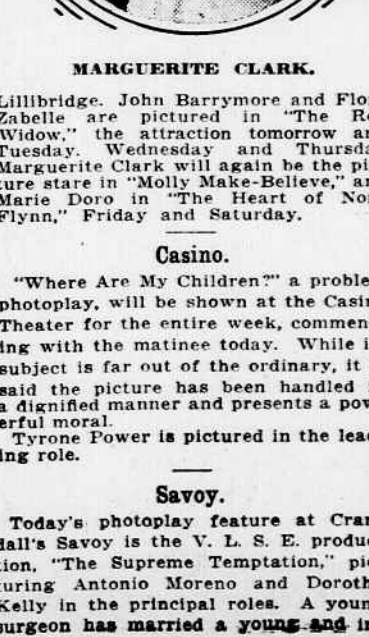 MARGUERITE CLARK.
Lillibridge. John Barrymore and Flo
Zabelle are pictured in "The R
Widow," the attraction tomorrow a
Tuesday. Wednesday and Thursda
Marguerite Clark will again be the pi
ture stare in "Molly Make-Believe," a
Marie Doro in "The Heart of No
Flynn," Friday and Saturday.
Casino.
"Where Are My Children?" a proble
photoplay, will be shown at the Casi
Theater for the entire week, commen
ing with the matinee today. While i
subject is far out of the ordinary, it
said the picture has been handled
a dignified manner and presents a pow
erful moral.
Tyrone Power is pictured in the lea
ing role.
Savoy.
Today's photoplay feature at Cra
dall's Savoy is the V. L. S. E. produc
tion, "The Supreme Temptation," pi
turing Antonio Moreno and Doroth
Kelly in the principal roles. A youn
surgeon has married a young and i